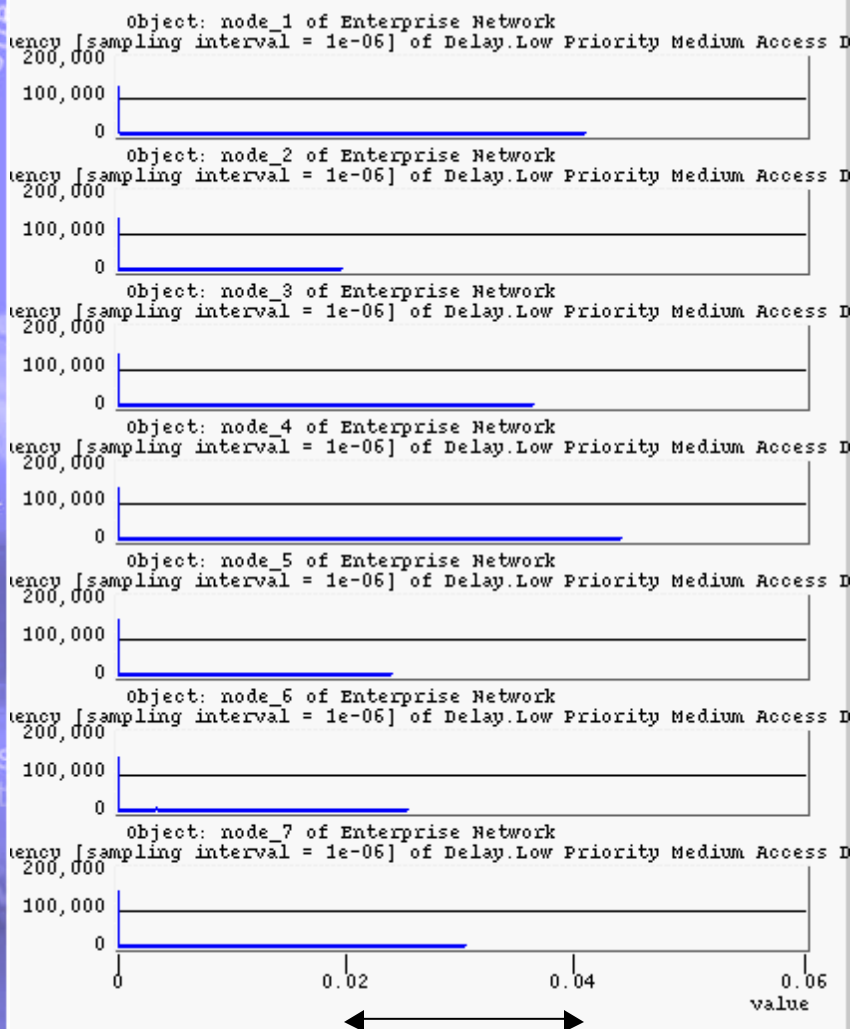 Object: node_1 of Enterprise Network
[sampling interval = 1e-06] of Delay.Low Priority Medium Access
200,000
100,000
0
Object: node_2 of Enterprise Network
[sampling interval = 1e-06] of Delay.Low Priority Medium Access
200,000
100,000
0
Object: node_3 of Enterprise Network
[sampling interval = 1e-06] of Delay.Low Priority Medium Access
200,000
100,000
0
Object: node_4 of Enterprise Network
[sampling interval = 1e-06] of Delay.Low Priority Medium Access
200,000
100,000
0
Object: node_5 of Enterprise Network
[sampling interval = 1e-06] of Delay.Low Priority Medium Access
200,000
100,000
0
Object: node_6 of Enterprise Network
[sampling interval = 1e-06] of Delay.Low Priority Medium Access
200,000
100,000
0
Object: node_7 of Enterprise Network
[sampling interval = 1e-06] of Delay.Low Priority Medium Access
200,000
100,000
0
0 0.02 0.04 0.06
value